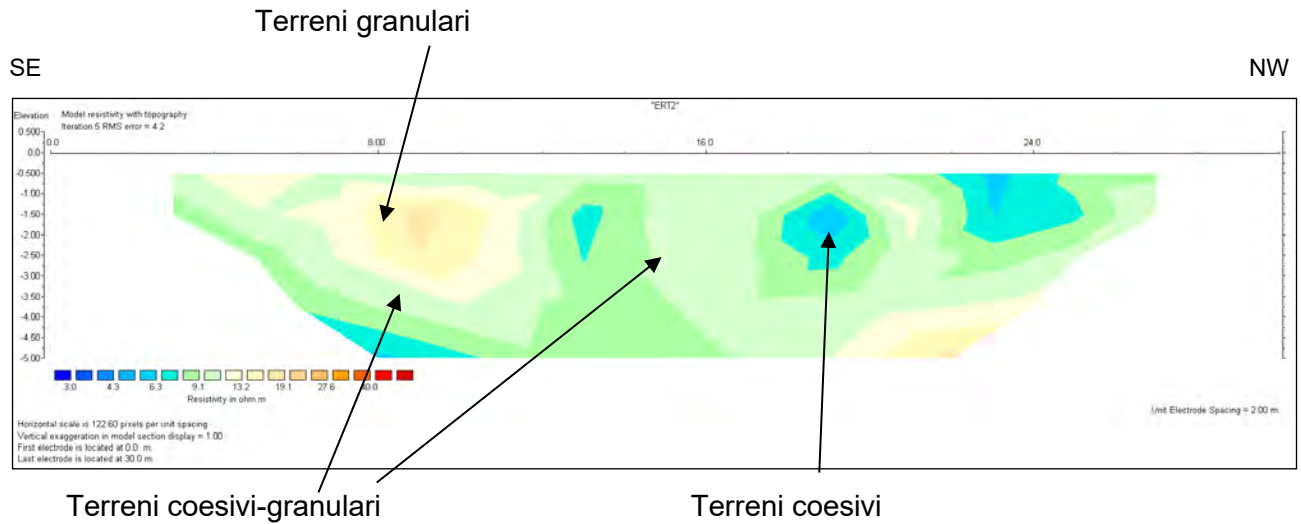 Terreni granulari
SE
NW
"ERT2"
Elevation
Model resistivity with topography
Iteration 5 RMS error = 4.2
0.500
0.0 8.00 16.0 24.0
0.0
-0.500
-1.00
-1.50
-2.00
-2.50
-3.00
-3.50
-4.00
-4.50
-5.00
3.0 4.3 6.3 9.1 13.2 19.1 27.6 40.0
Resistivity in ohm.m
Unit Electrode Spacing = 2.00 m.
Horizontal scale is 122.60 pixels per unit spacing
Vertical exaggeration in model section display = 1.00
First electrode is located at 0.0 m.
Last electrode is located at 30.0 m.
Terreni coesivi-granulari
Terreni coesivi